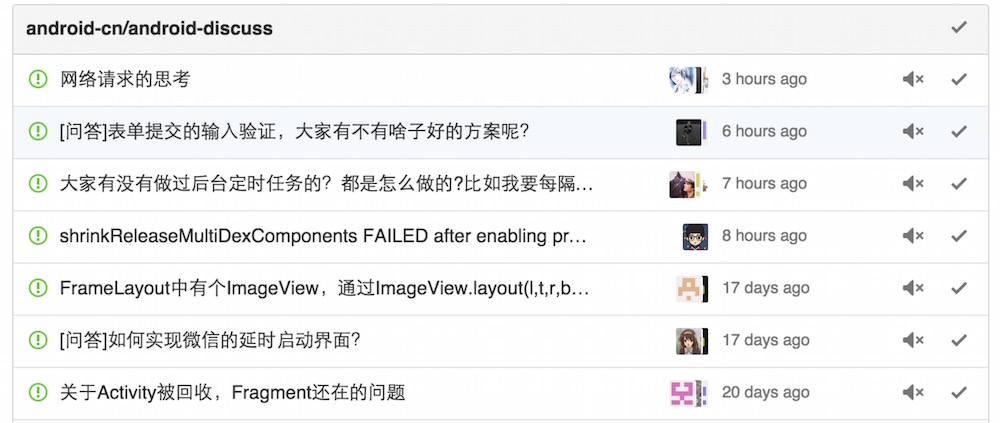 android-cn/android-discuss
网络请求的思考 3 hours ago
[问答]表单提交的输入验证，大家有不有啥子好的方案呢？ 6 hours ago
大家有没有做过后台定时任务的？都是怎么做的?比如我要每隔… 7 hours ago
shrinkReleaseMultiDexComponents FAILED after enabling pr… 8 hours ago
FrameLayout中有个ImageView，通过ImageView.layout(l,t,r,b… 17 days ago
[问答]如何实现微信的延时启动界面？ 17 days ago
关于Activity被回收，Fragment还在的问题 20 days ago